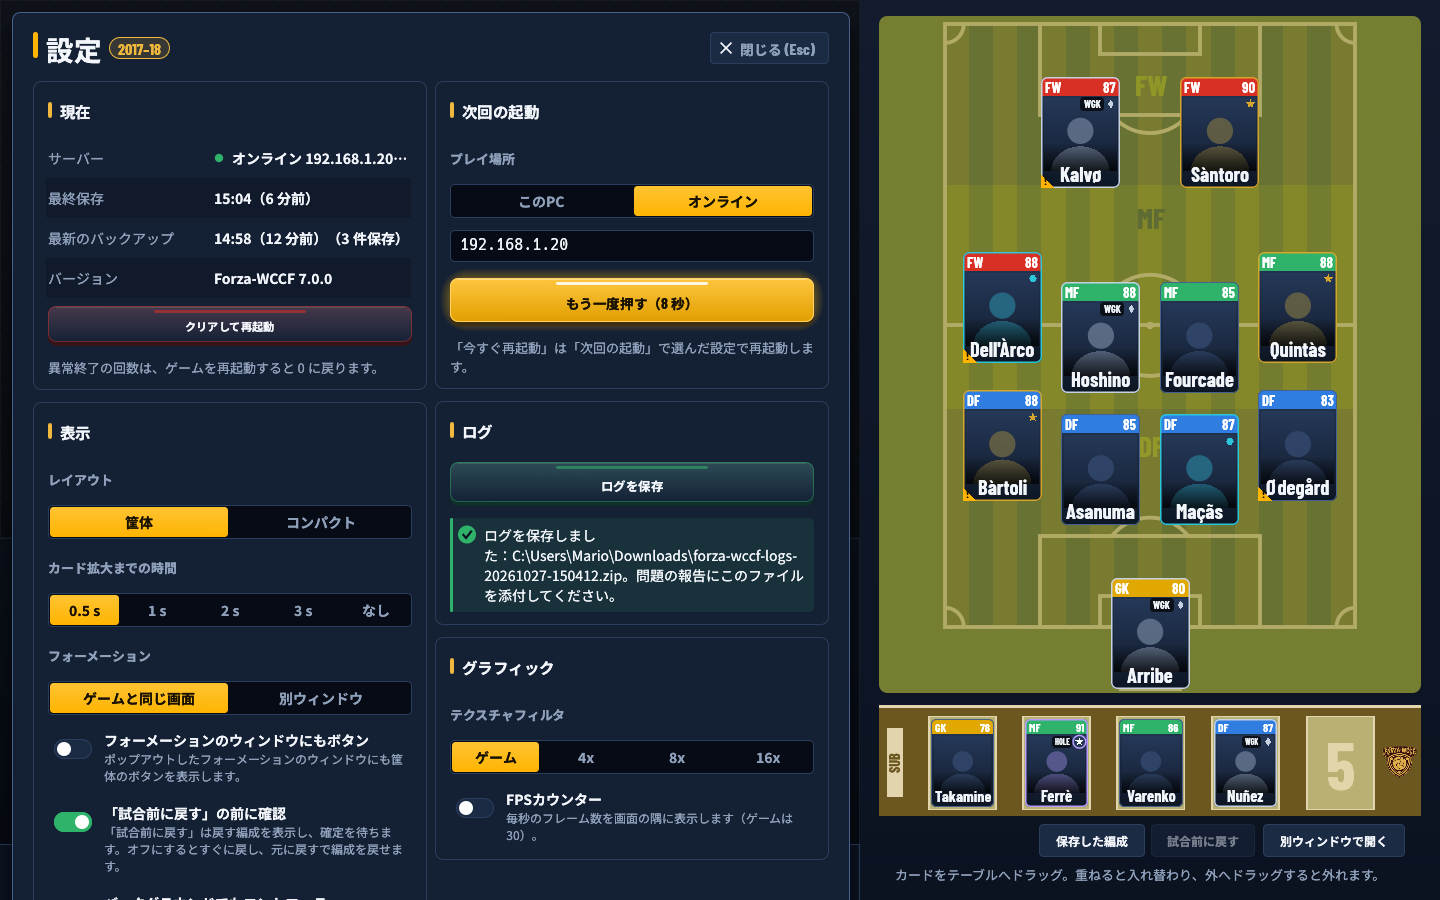 設定
2017-18
閉じる (Esc)
現在
サーバー
オンライン 192.168.1.20…
最終保存
15:04（6 分前）
最新のバックアップ
14:58（12 分前）（3 件保存）
バージョン
Forza-WCCF 7.0.0
クリアして再起動
異常終了の回数は、ゲームを再起動すると 0 に戻ります。
次回の起動
プレイ場所
このPC
オンライン
192.168.1.20
もう一度押す（8 秒）
「今すぐ再起動」は「次回の起動」で選んだ設定で再起動しま
す。
表示
レイアウト
筐体
コンパクト
カード拡大までの時間
0.5 s
1 s
2 s
3 s
なし
フォーメーション
ゲームと同じ画面
別ウィンドウ
フォーメーションのウィンドウにもボタン
ポップアウトしたフォーメーションのウィンドウにも筐
体のボタンを表示します。
「試合前に戻す」の前に確認
「試合前に戻す」は戻す編成を表示し、確定を待ちま
す。オフにするとすぐに戻し、元に戻すで編成を戻せま
す。
ログ
ログを保存
ログを保存しまし
た：C:\Users\Mario\Downloads\forza-wccf-logs-
20261027-150412.zip。問題の報告にこのファイル
を添付してください。
グラフィック
テクスチャフィルタ
ゲーム
4x
8x
16x
FPSカウンター
毎秒のフレーム数を画面の隅に表示します（ゲームは
30）。
FW
FW 87
WGK
Kalvø
FW 90
Sàntoro
MF
FW 88
Dell'Àrco
MF 88
WGK
Hoshino
MF 85
Fourcade
MF 88
Quintàs
DF
DF 88
Bàrtoli
DF 85
Asanuma
DF 87
Maçãs
DF 83
Ødegård
GK 80
WGK
Arribe
SUB
GK 78
Takamine
MF 91
HOLE
Ferrè
MF 86
Varenko
DF 87
WGK
Nuñez
5
FORZA-WCCF
保存した編成
試合前に戻す
別ウィンドウで開く
カードをテーブルへドラッグ。重ねると入れ替わり、外へドラッグすると外れます。